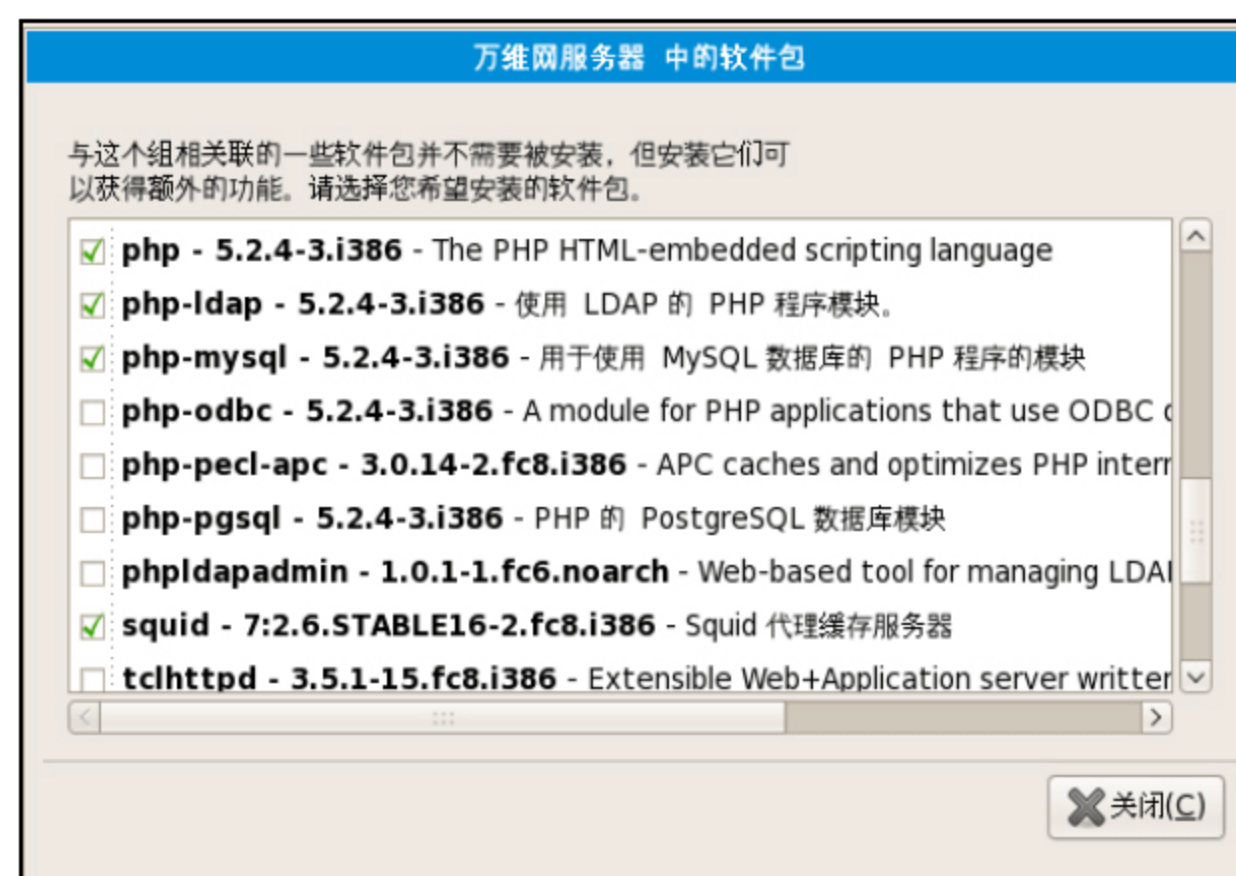 万维网服务器 中的软件包
与这个组相关联的一些软件包并不需要被安装，但安装它们可
以获得额外的功能。请选择您希望安装的软件包。
php - 5.2.4-3.i386 - The PHP HTML-embedded scripting language
php-ldap - 5.2.4-3.i386 - 使用 LDAP 的 PHP 程序模块。
php-mysql - 5.2.4-3.i386 - 用于使用 MySQL 数据库的 PHP 程序的模块
php-odbc - 5.2.4-3.i386 - A module for PHP applications that use ODBC
php-pecl-apc - 3.0.14-2.fc8.i386 - APC caches and optimizes PHP intern
php-pgsql - 5.2.4-3.i386 - PHP 的 PostgreSQL 数据库模块
phpldapadmin - 1.0.1-1.fc6.noarch - Web-based tool for managing LDAP
squid - 7:2.6.STABLE16-2.fc8.i386 - Squid 代理缓存服务器
tclhttpd - 3.5.1-15.fc8.i386 - Extensible Web+Application server written
关闭(C)